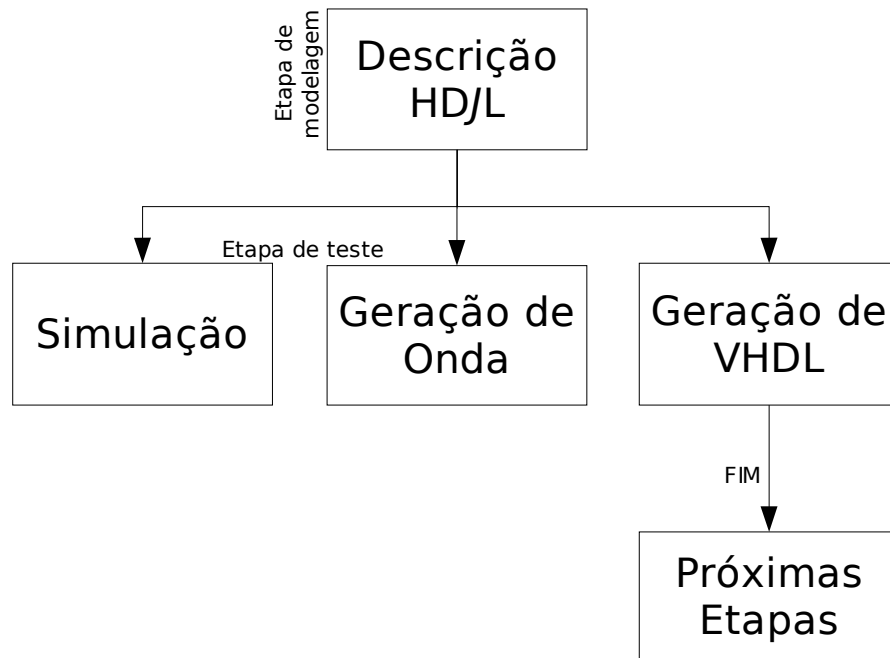 Etapa de
modelagem
Descrição
HDJL
Etapa de teste
Simulação
Geração de
Onda
Geração de
VHDL
FIM
Próximas
Etapas